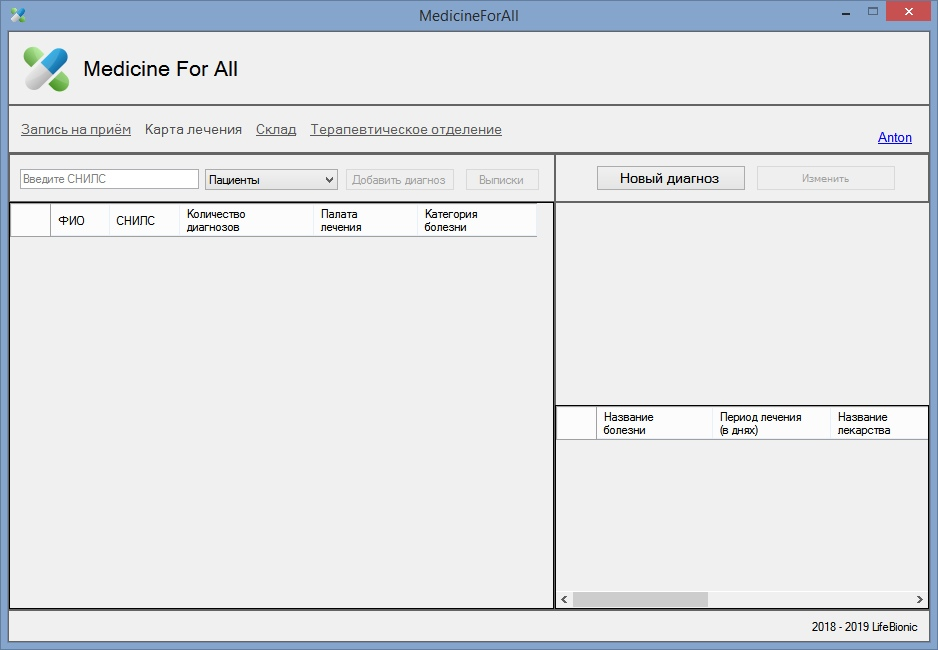 MedicineForAll
Medicine For All
Запись на приём Карта лечения Склад Терапевтическое отделение
Anton
Введите СНИЛС Пациенты Добавить диагноз Выписки
Новый диагноз Изменить
ФИО СНИЛС Количество диагнозов Палата лечения Категория болезни
Название болезни Период лечения (в днях) Название лекарства
2018 - 2019 LifeBionic